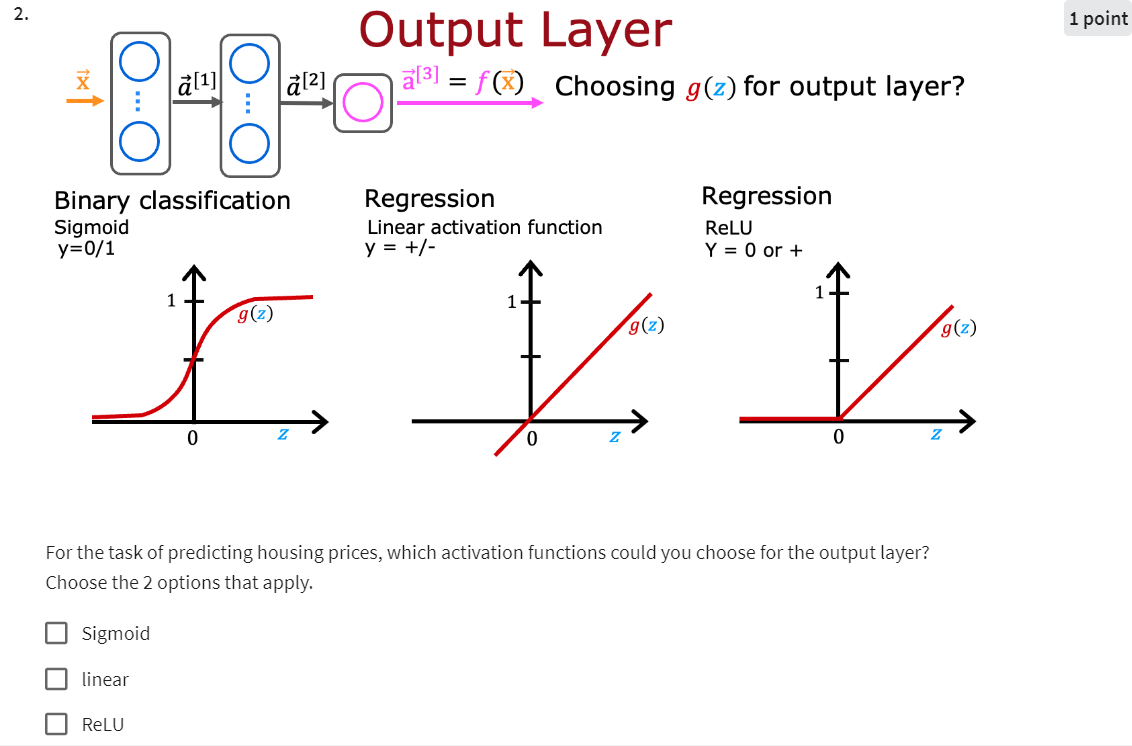 2.
1 point
Output Layer
x⃗
a⃗[1]
a⃗[2]
a⃗[3] = f(x⃗)
Choosing g(z) for output layer?
Binary classification
Sigmoid
y=0/1
1
g(z)
0
z
Regression
Linear activation function
y = +/-
1
g(z)
0
z
Regression
ReLU
Y = 0 or +
1
g(z)
0
z
For the task of predicting housing prices, which activation functions could you choose for the output layer?
Choose the 2 options that apply.
Sigmoid
linear
ReLU